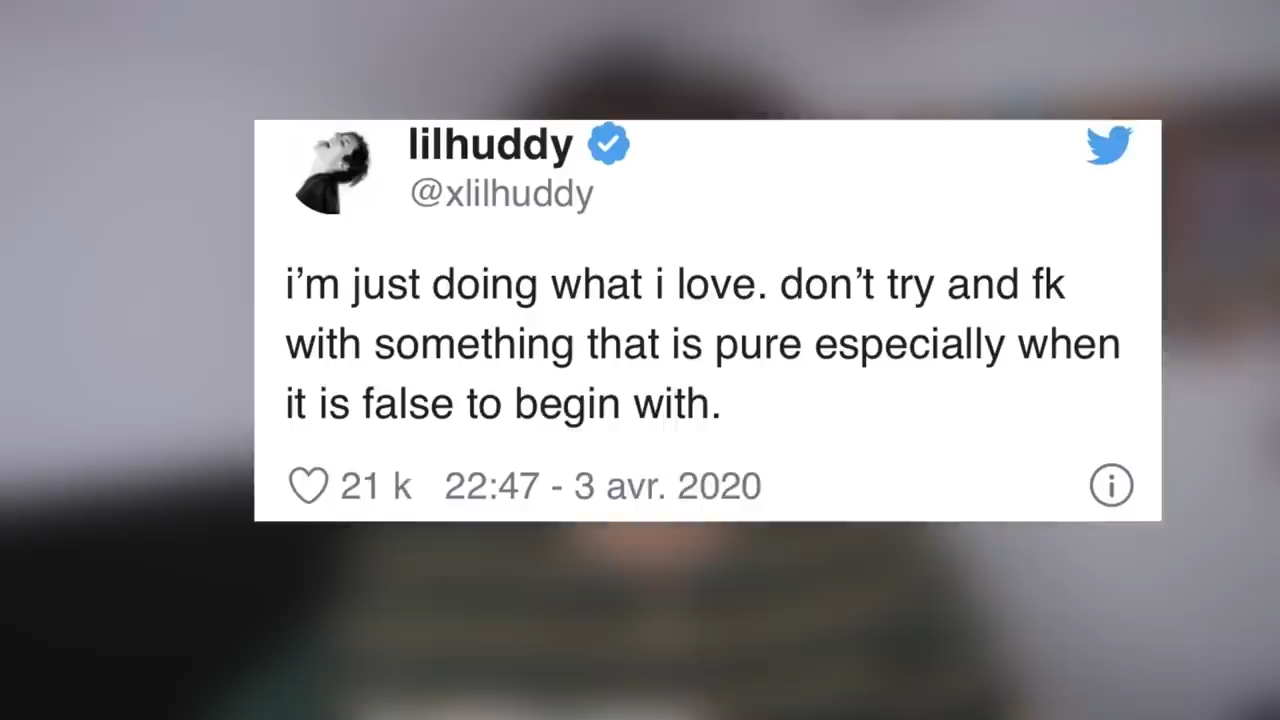 lilhuddy
@xlilhuddy
i’m just doing what i love. don’t try and fk
with something that is pure especially when
it is false to begin with.
21 k 22:47 - 3 avr. 2020